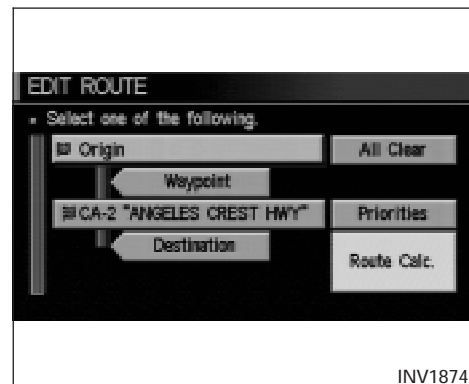 EDIT ROUTE
Select one of the following.
Origin
All Clear
Waypoint
CA-2 "ANGELES CREST HWY"
Priorities
Destination
Route Calc.
INV1874